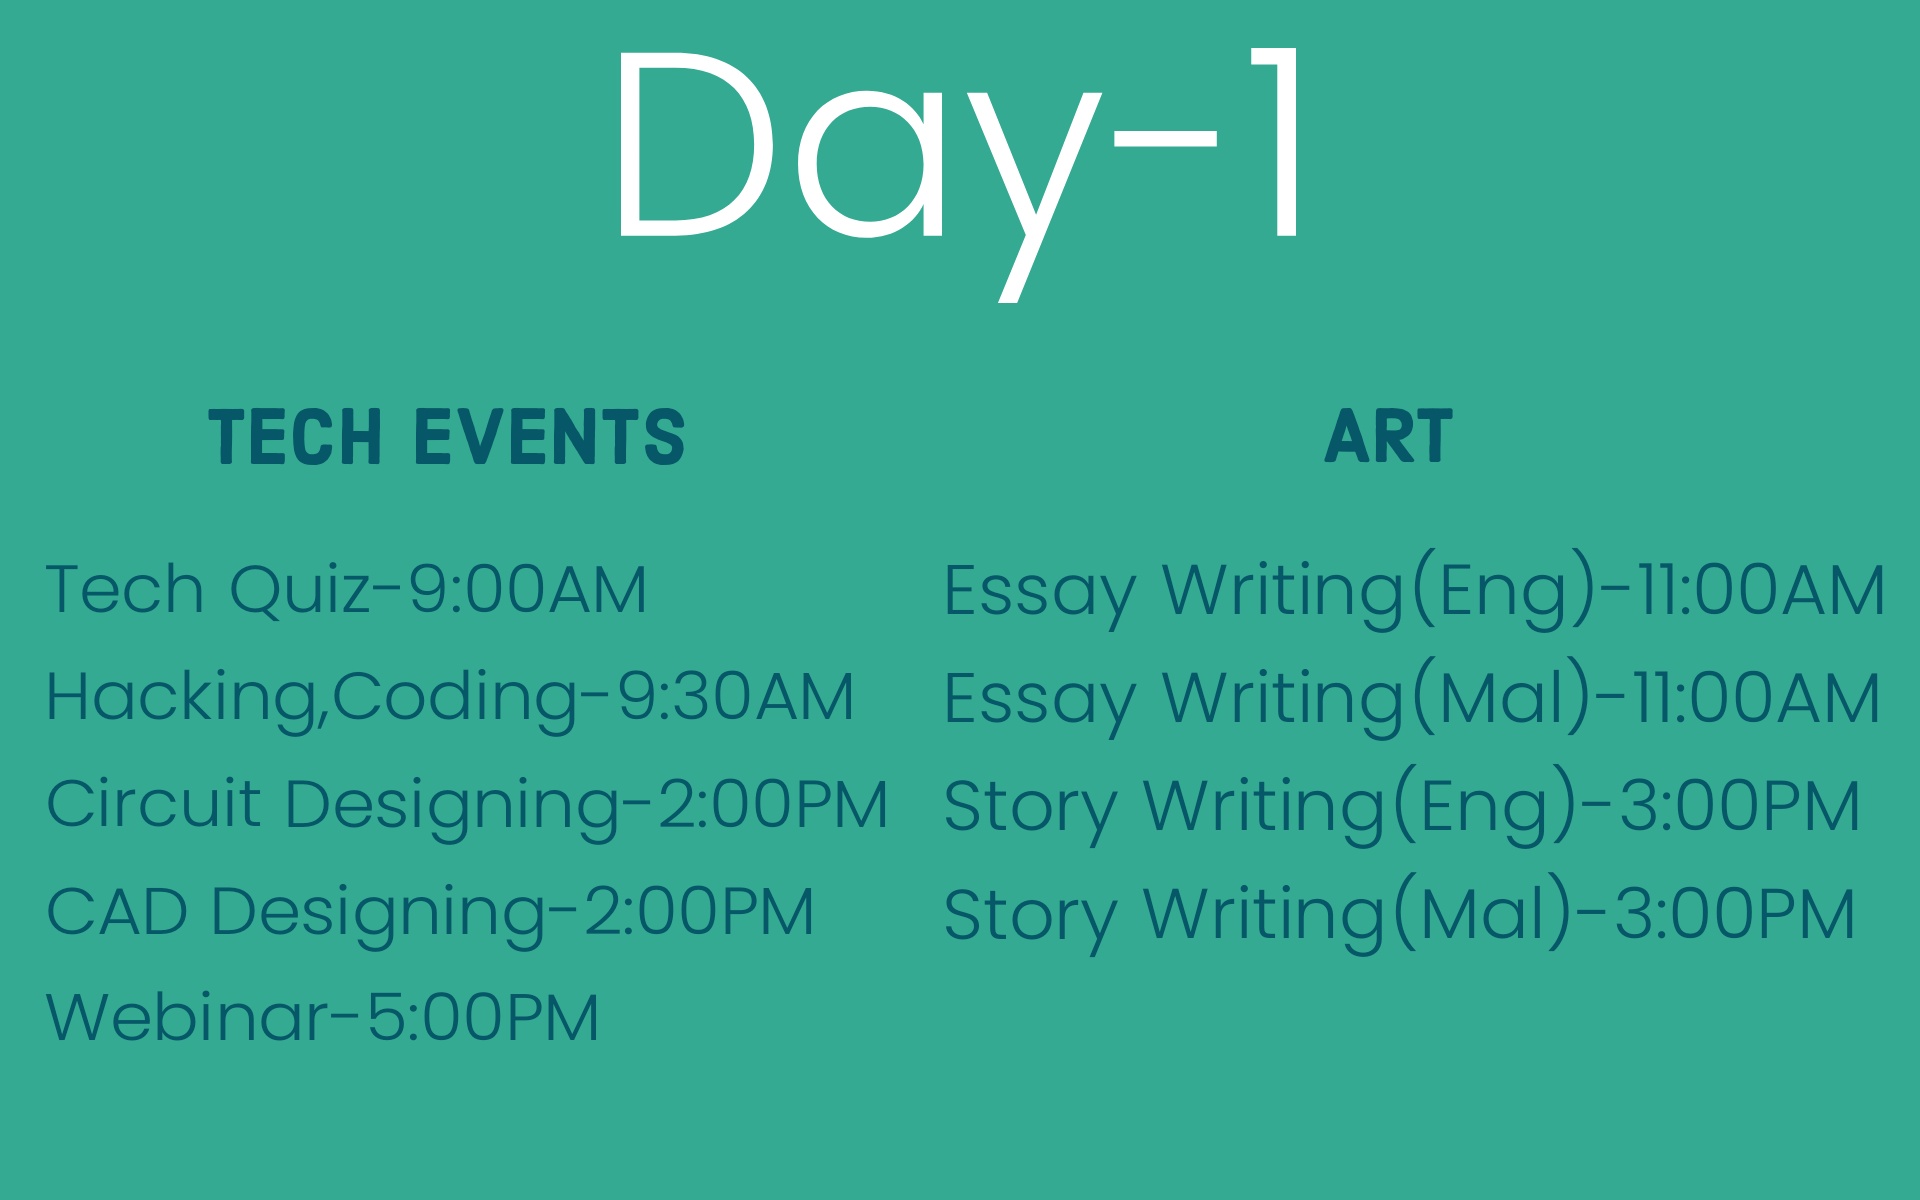 Day-1
TECH EVENTS
Tech Quiz-9:00AM
Hacking,Coding-9:30AM
Circuit Designing-2:00PM
CAD Designing-2:00PM
Webinar-5:00PM
ART
Essay Writing(Eng)-11:00AM
Essay Writing(Mal)-11:00AM
Story Writing(Eng)-3:00PM
Story Writing(Mal)-3:00PM